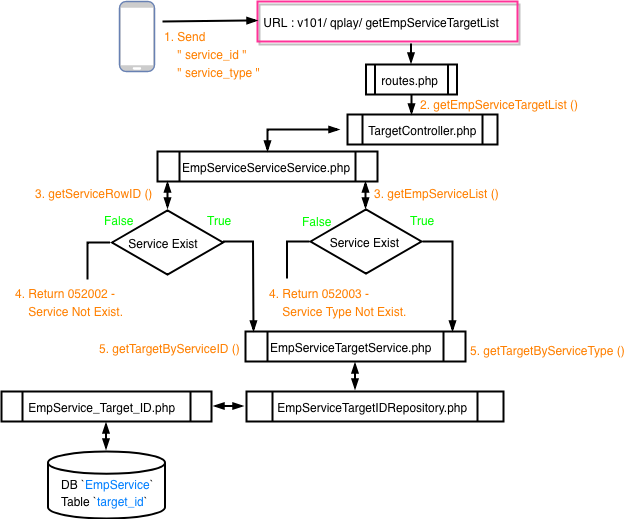 URL : v101/ qplay/ getEmpServiceTargetList
1. Send
" service_id "
" service_type "
routes.php
2. getEmpServiceTargetList ()
TargetController.php
EmpServiceServiceService.php
3. getServiceRowID ()
3. getEmpServiceList ()
False
True
False
True
Service Exist
Service Exist
4. Return 052002 -
Service Not Exist.
4. Return 052003 -
Service Type Not Exist.
5. getTargetByServiceID ()
EmpServiceTargetService.php
5. getTargetByServiceType ()
EmpService_Target_ID.php
EmpServiceTargetIDRepository.php
DB `EmpService`
Table `target_id`